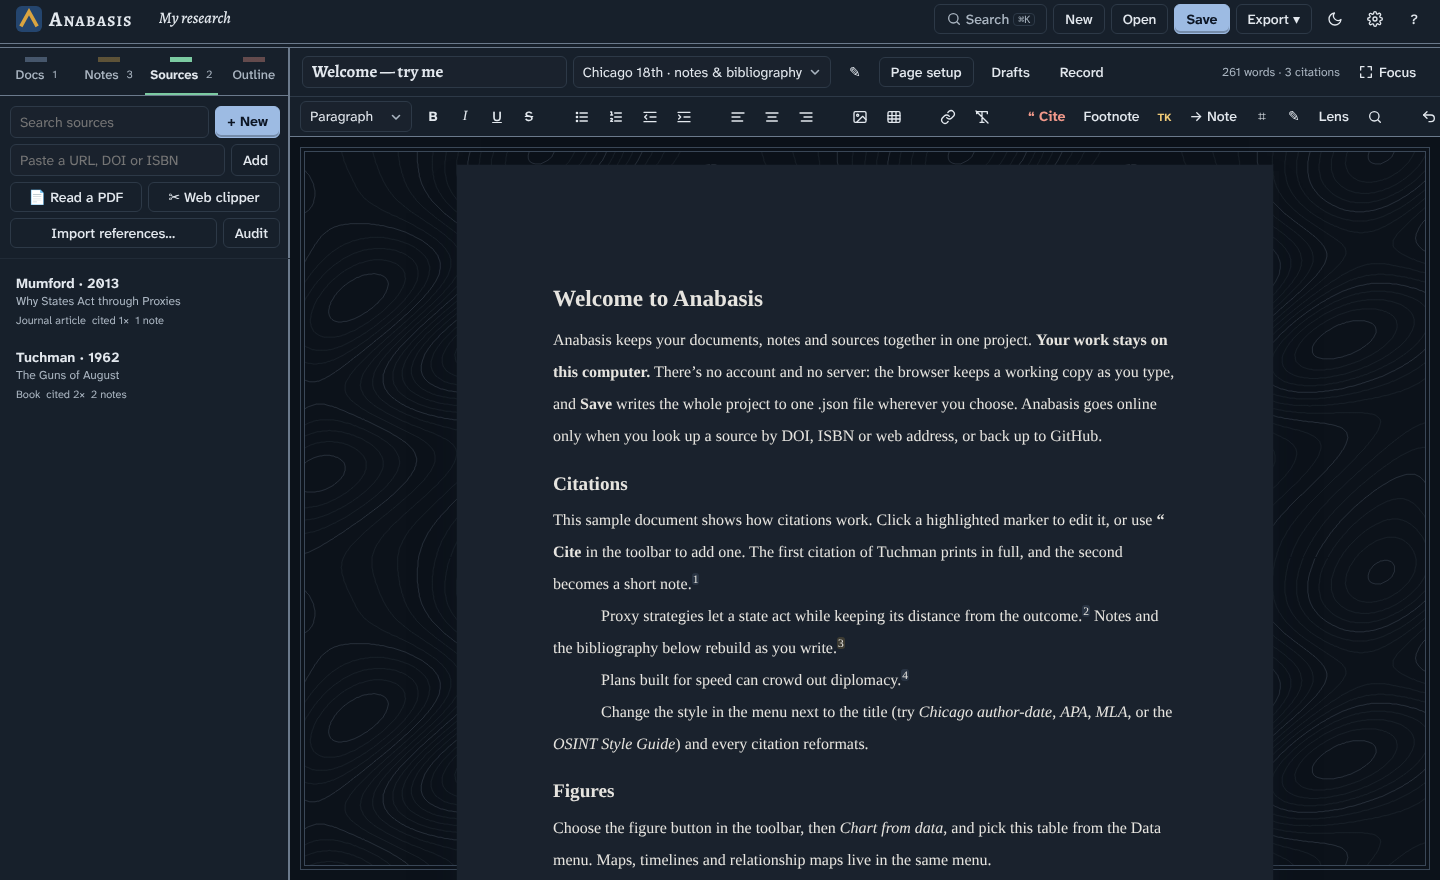 Anabasis
My research
Search ⌘K
New
Open
Save
Export ▾
?
Docs 1
Notes 3
Sources 2
Outline
Welcome — try me
Chicago 18th · notes & bibliography
✎
Page setup
Drafts
Record
261 words · 3 citations
Focus
Search sources
+ New
Paste a URL, DOI or ISBN
Add
Read a PDF
✂ Web clipper
Import references…
Audit
Paragraph
B
I
U
S
“ Cite
Footnote
TK
→ Note
⌗
✎
Lens
Mumford · 2013
Why States Act through Proxies
Journal article cited 1× 1 note
Tuchman · 1962
The Guns of August
Book cited 2× 2 notes
Welcome to Anabasis
Anabasis keeps your documents, notes and sources together in one project. Your work stays on
this computer. There’s no account and no server: the browser keeps a working copy as you type,
and Save writes the whole project to one .json file wherever you choose. Anabasis goes online
only when you look up a source by DOI, ISBN or web address, or back up to GitHub.
Citations
This sample document shows how citations work. Click a highlighted marker to edit it, or use “
Cite in the toolbar to add one. The first citation of Tuchman prints in full, and the second
becomes a short note.1
Proxy strategies let a state act while keeping its distance from the outcome.2 Notes and
the bibliography below rebuild as you write.3
Plans built for speed can crowd out diplomacy.4
Change the style in the menu next to the title (try Chicago author-date, APA, MLA, or the
OSINT Style Guide) and every citation reformats.
Figures
Choose the figure button in the toolbar, then Chart from data, and pick this table from the Data
menu. Maps, timelines and relationship maps live in the same menu.